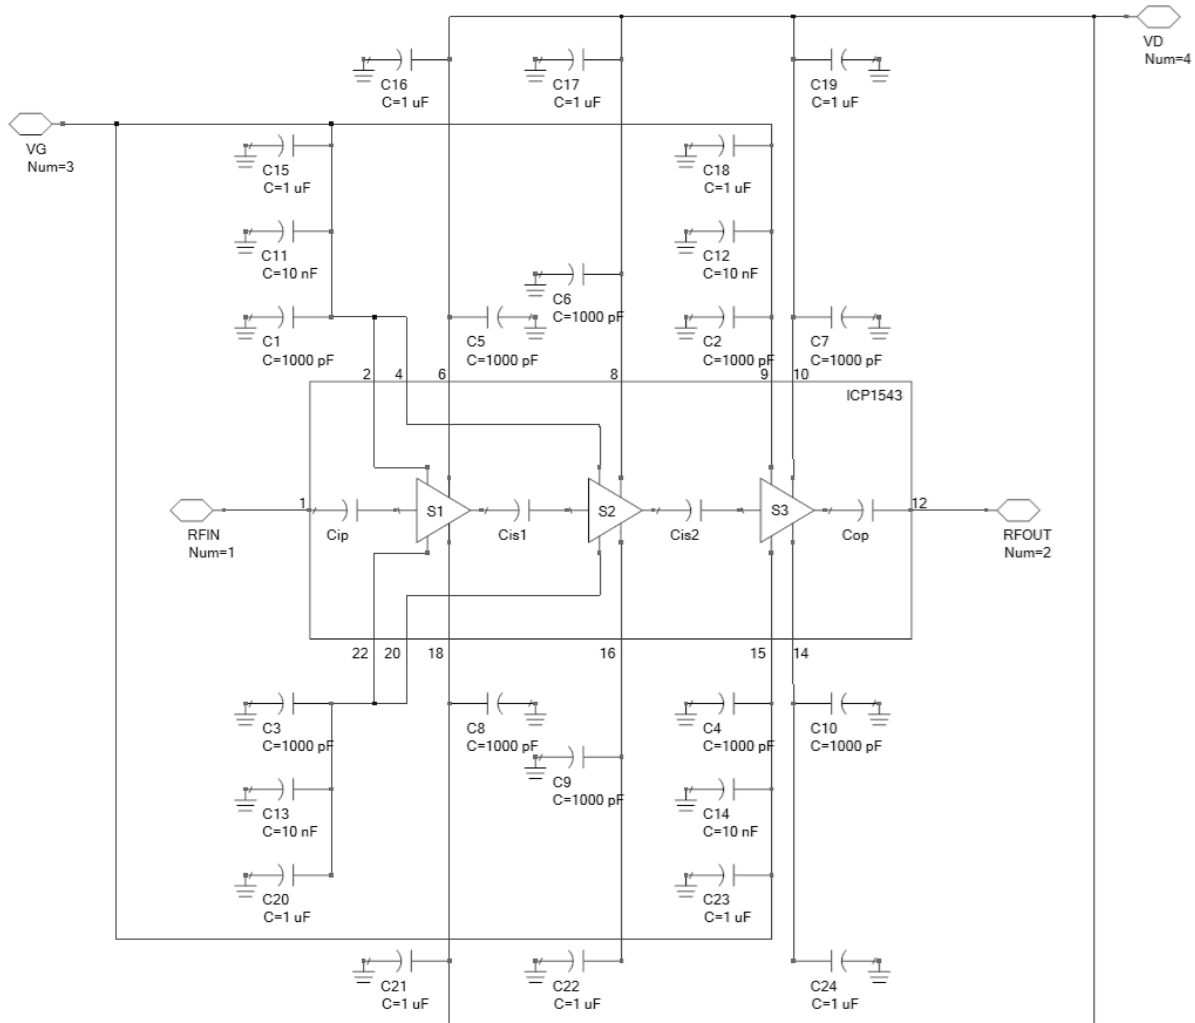 VD
Num=4
C16
C=1 uF
C17
C=1 uF
C19
C=1 uF
VG
Num=3
C15
C=1 uF
C18
C=1 uF
C11
C=10 nF
C12
C=10 nF
C6
C=1000 pF
C1
C=1000 pF
C5
C=1000 pF
C2
C=1000 pF
C7
C=1000 pF
2 4 6 8 9 10
ICP1543
1
S1
S2
S3
12
RFIN
Num=1
Cip
Cis1
Cis2
Cop
RFOUT
Num=2
22 20 18 16 15 14
C3
C=1000 pF
C8
C=1000 pF
C4
C=1000 pF
C10
C=1000 pF
C9
C=1000 pF
C13
C=10 nF
C14
C=10 nF
C20
C=1 uF
C23
C=1 uF
C21
C=1 uF
C22
C=1 uF
C24
C=1 uF